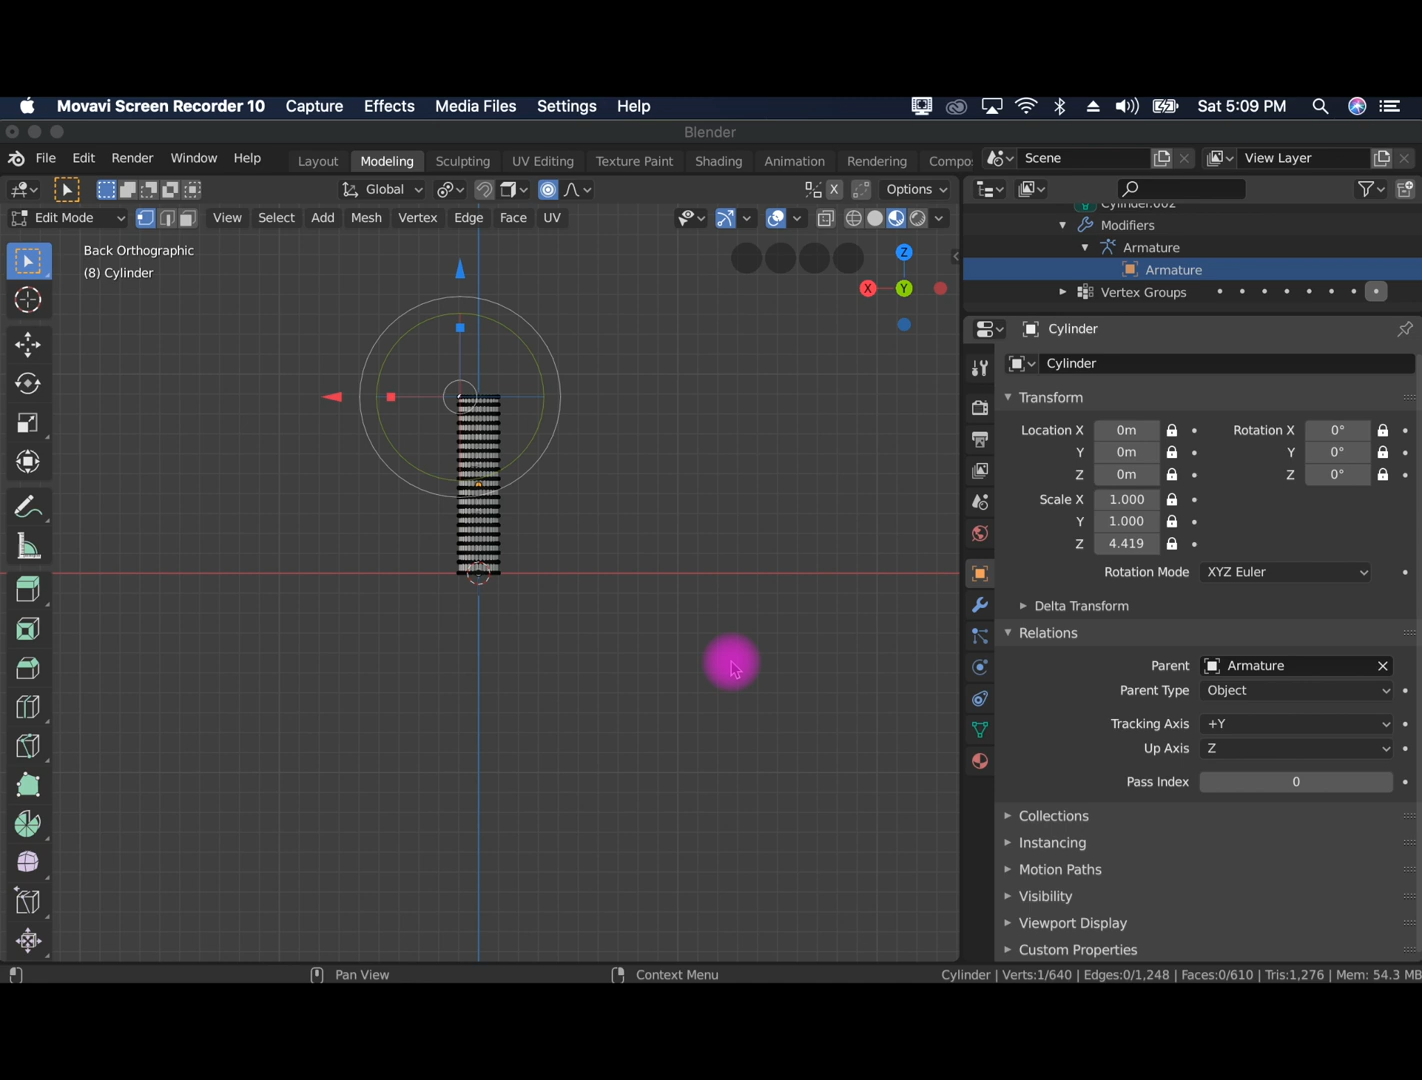 Movavi Screen Recorder 10 Capture Effects Media Files Settings Help Sat 5:09 PM
Blender
File Edit Render Window Help Layout Modeling Sculpting UV Editing Texture Paint Shading Animation Rendering Compo Scene View Layer
Global X Options
Edit Mode View Select Add Mesh Vertex Edge Face UV
Cylinder.002
Modifiers
Armature
Armature
Vertex Groups
Back Orthographic
(8) Cylinder
Z
X Y
Cylinder
Cylinder
Transform
Location X 0m Rotation X 0°
Y 0m Y 0°
Z 0m Z 0°
Scale X 1.000
Y 1.000
Z 4.419
Rotation Mode XYZ Euler
Delta Transform
Relations
Parent Armature
Parent Type Object
Tracking Axis +Y
Up Axis Z
Pass Index 0
Collections
Instancing
Motion Paths
Visibility
Viewport Display
Custom Properties
Pan View Context Menu Cylinder | Verts:1/640 | Edges:0/1,248 | Faces:0/610 | Tris:1,276 | Mem: 54.3 MB